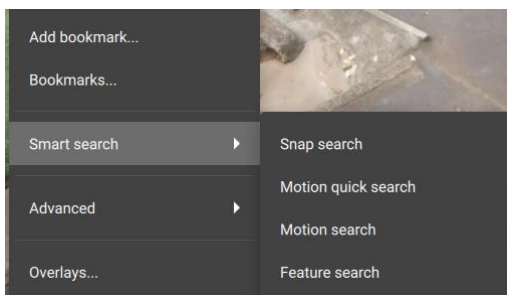 Add bookmark...
Bookmarks...
Smart search
Advanced
Overlays...
Snap search
Motion quick search
Motion search
Feature search